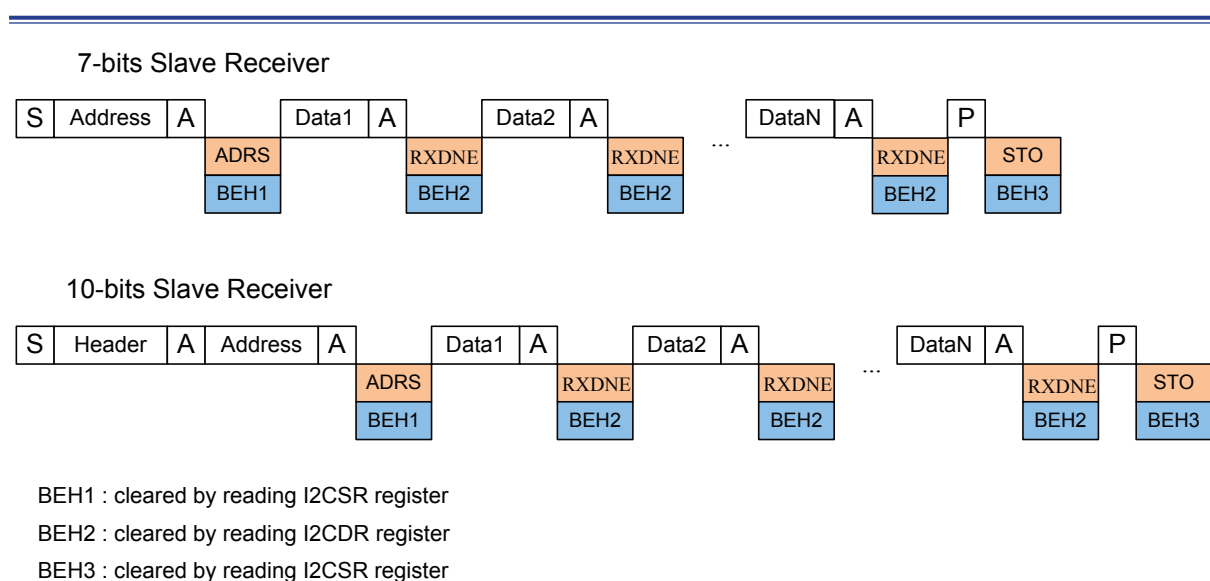 7-bits Slave Receiver
S Address A Data1 A Data2 A DataN A P
ADRS RXDNE RXDNE ... RXDNE STO
BEH1 BEH2 BEH2 BEH2 BEH3
10-bits Slave Receiver
S Header A Address A Data1 A Data2 A DataN A P
ADRS RXDNE RXDNE ... RXDNE STO
BEH1 BEH2 BEH2 BEH2 BEH3
BEH1 : cleared by reading I2CSR register
BEH2 : cleared by reading I2CDR register
BEH3 : cleared by reading I2CSR register